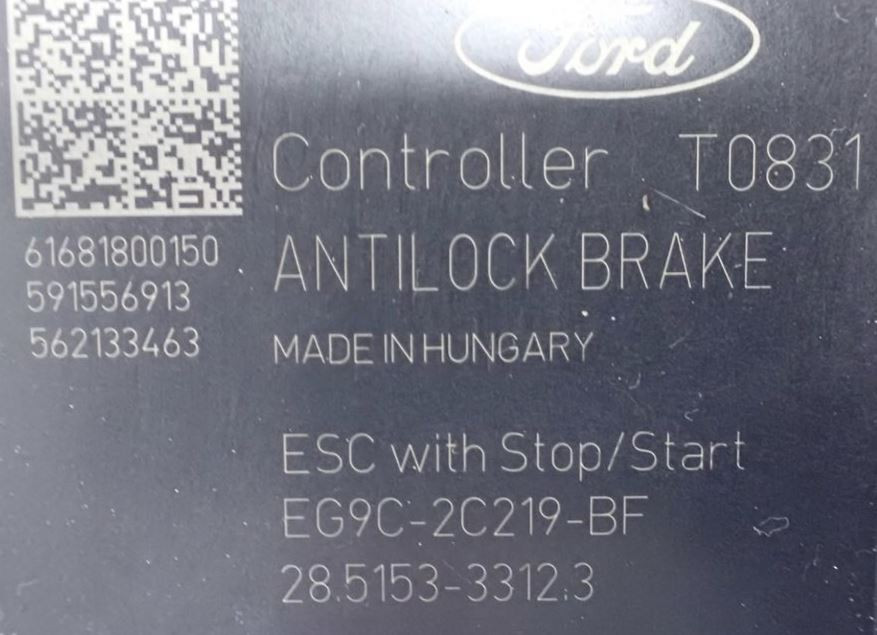 Ford
Controller T0831
61681800150
591556913
562133463
ANTILOCK BRAKE
MADE IN HUNGARY
ESC with Stop/Start
EG9C-2C219-BF
28.5153-3312.3